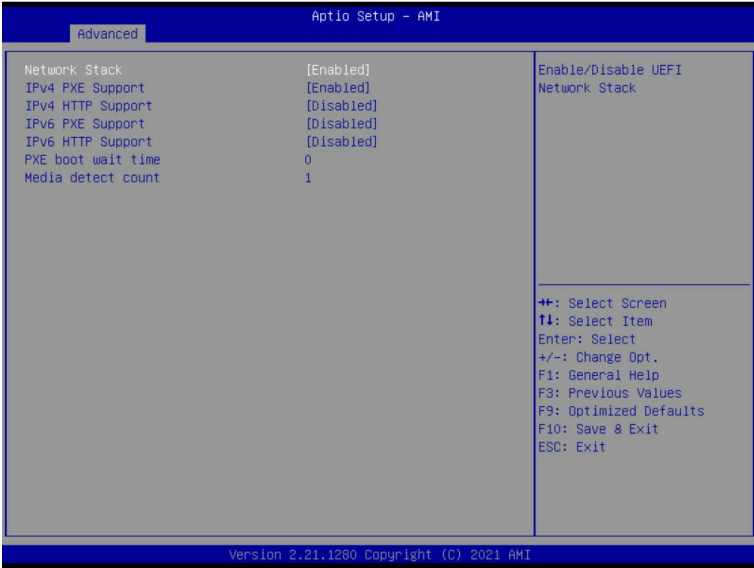 Aptio Setup – AMI
Advanced
Network Stack [Enabled]
IPv4 PXE Support [Enabled]
IPv4 HTTP Support [Disabled]
IPv6 PXE Support [Disabled]
IPv6 HTTP Support [Disabled]
PXE boot wait time 0
Media detect count 1
Enable/Disable UEFI
Network Stack
→←: Select Screen
↑↓: Select Item
Enter: Select
+/-: Change Opt.
F1: General Help
F3: Previous Values
F9: Optimized Defaults
F10: Save & Exit
ESC: Exit
Version 2.21.1280 Copyright (C) 2021 AMI